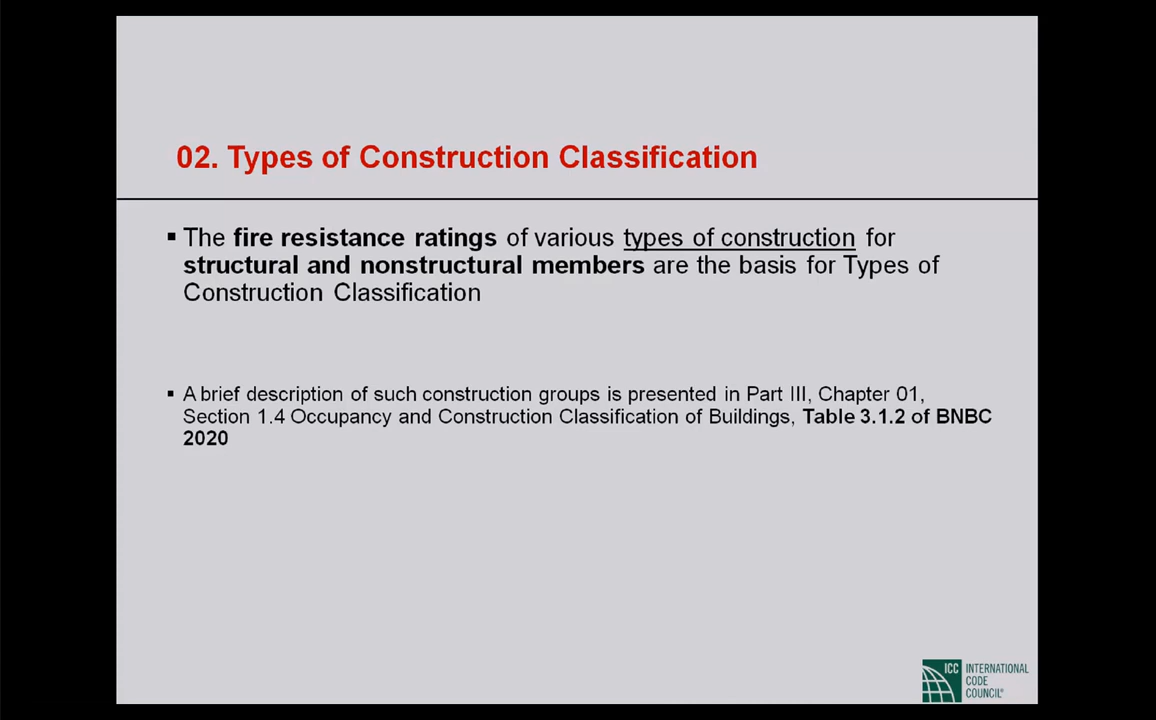 02. Types of Construction Classification
▪ The fire resistance ratings of various types of construction for
structural and nonstructural members are the basis for Types of
Construction Classification
▪ A brief description of such construction groups is presented in Part III, Chapter 01,
Section 1.4 Occupancy and Construction Classification of Buildings, Table 3.1.2 of BNBC
2020
ICC INTERNATIONAL
CODE
COUNCIL®